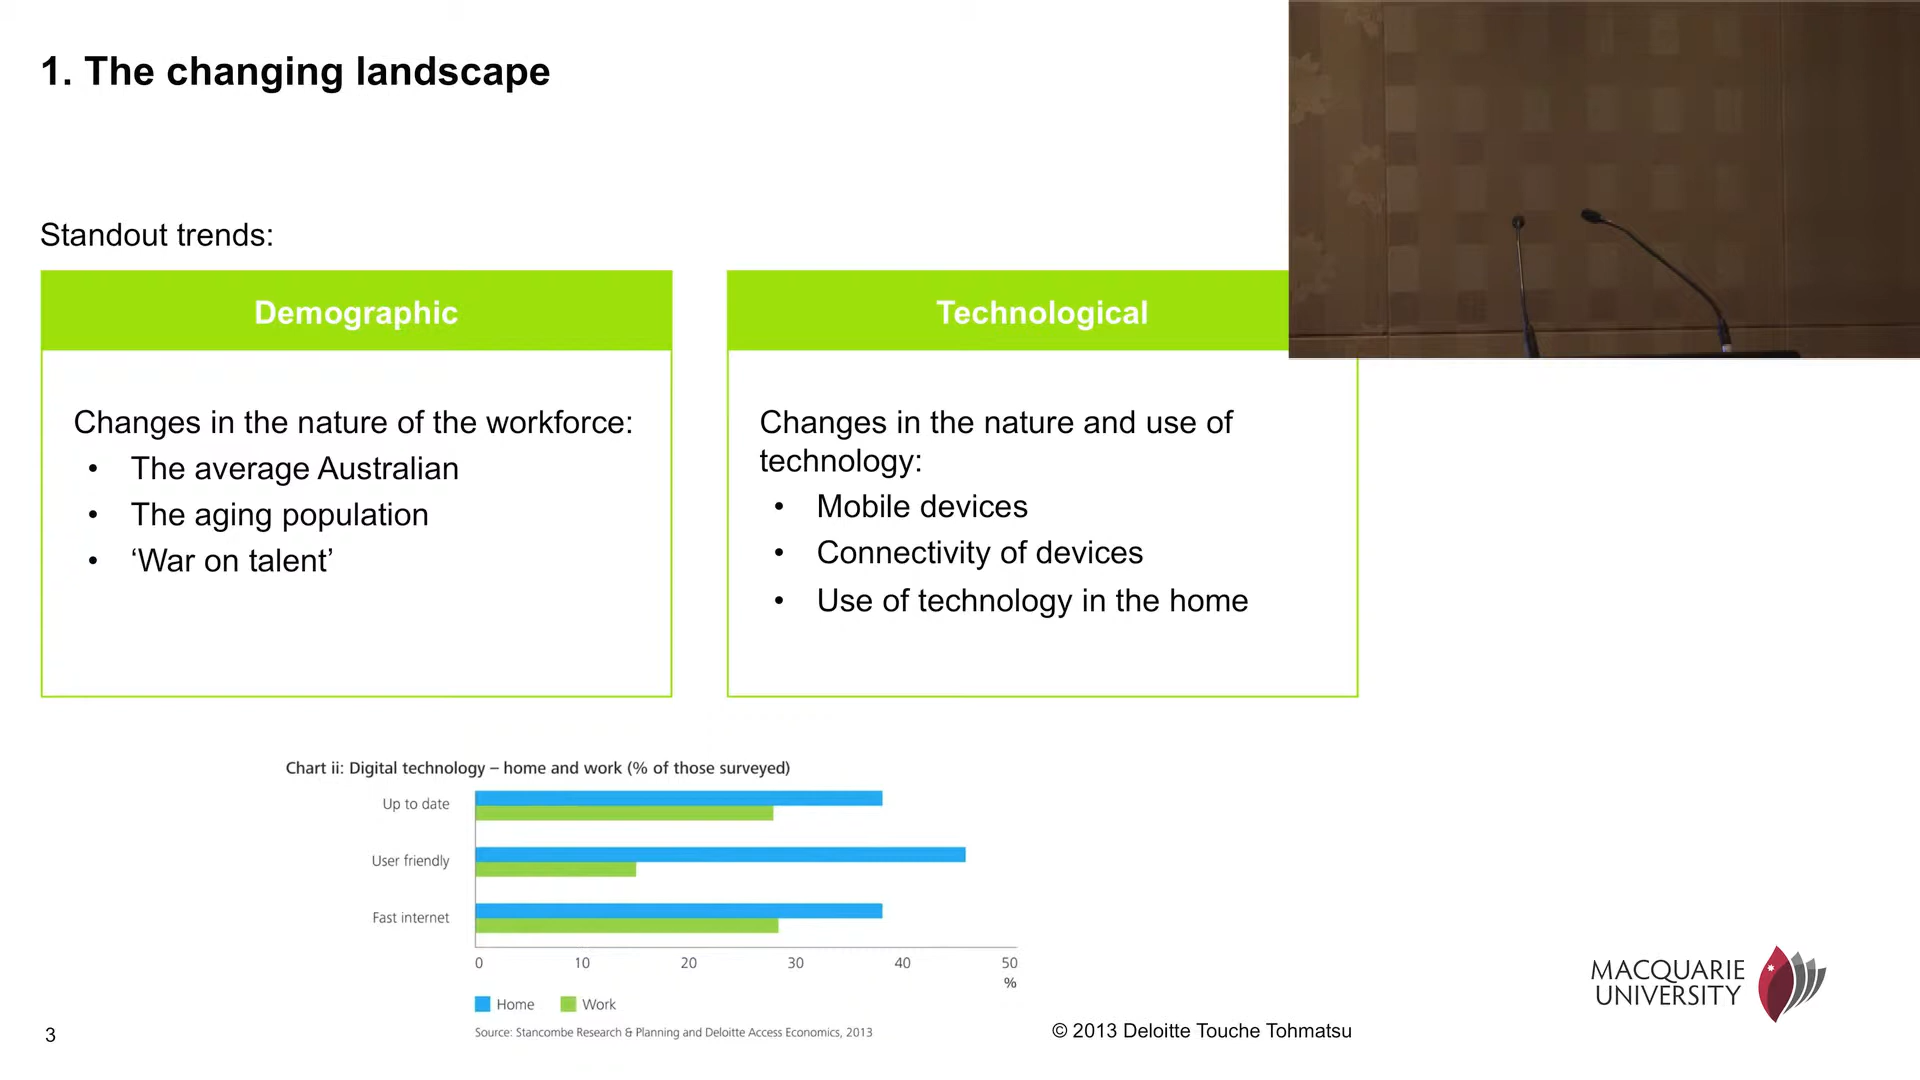 1. The changing landscape
Standout trends:
Demographic
Changes in the nature of the workforce:
• The average Australian
• The aging population
• ‘War on talent’
Technological
Changes in the nature and use of
technology:
• Mobile devices
• Connectivity of devices
• Use of technology in the home
Chart ii: Digital technology – home and work (% of those surveyed)
Up to date
User friendly
Fast internet
0 10 20 30 40 50
%
Home Work
Source: Stancombe Research & Planning and Deloitte Access Economics, 2013
3
© 2013 Deloitte Touche Tohmatsu
MACQUARIE
UNIVERSITY